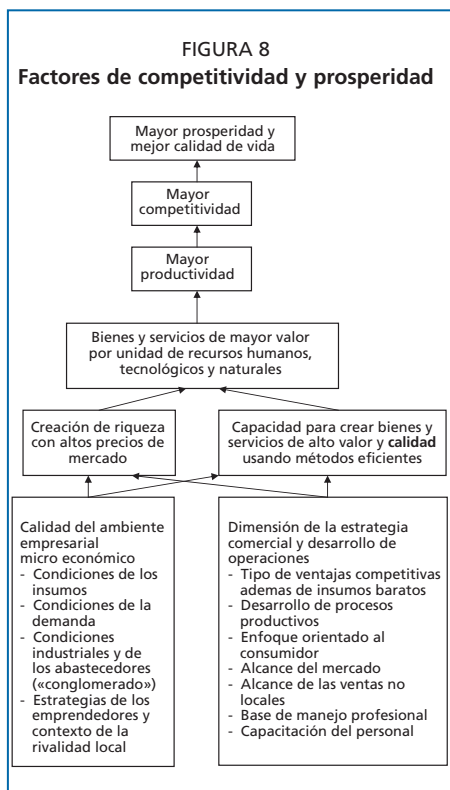 FIGURA 8
Factores de competitividad y prosperidad
Mayor prosperidad y
mejor calidad de vida
Mayor
competitividad
Mayor
productividad
Bienes y servicios de mayor valor
por unidad de recursos humanos,
tecnológicos y naturales
Creación de riqueza
con altos precios de
mercado
Capacidad para crear bienes y
servicios de alto valor y calidad
usando métodos eficientes
Calidad del ambiente
empresarial
micro económico
- Condiciones de los
insumos
- Condiciones de la
demanda
- Condiciones
industriales y de
los abastecedores
(«conglomerado»)
- Estrategias de los
emprendedores y
contexto de la
rivalidad local
Dimensión de la estrategia
comercial y desarrollo de
operaciones
- Tipo de ventajas competitivas
ademas de insumos baratos
- Desarrollo de procesos
productivos
- Enfoque orientado al
consumidor
- Alcance del mercado
- Alcance de las ventas no
locales
- Base de manejo profesional
- Capacitación del personal